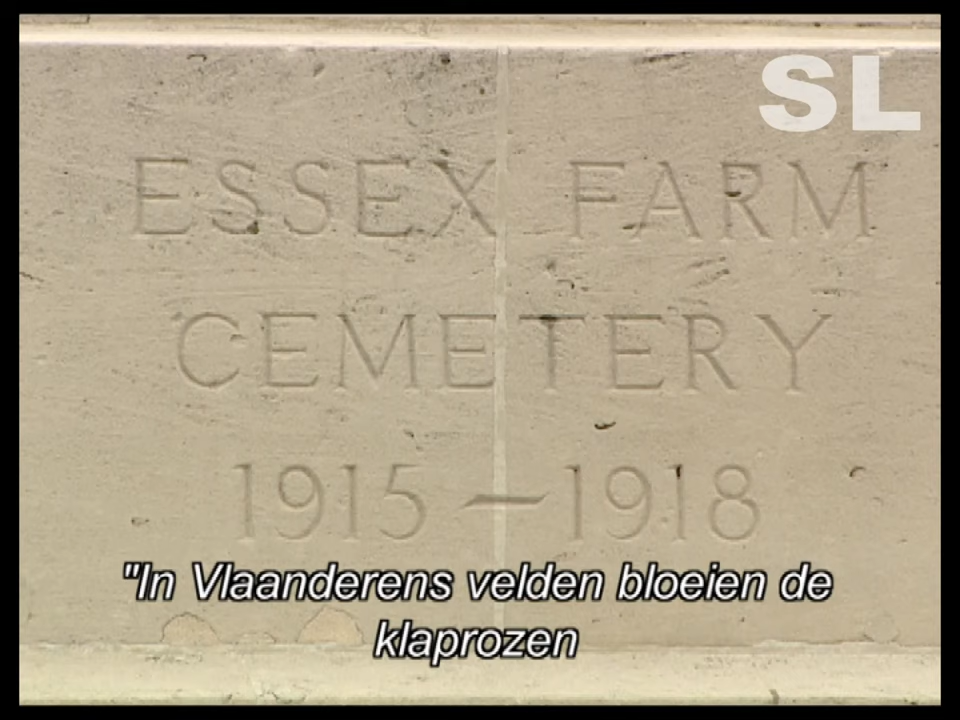 SL
ESSEX FARM
CEMETERY
1915 — 1918
"In Vlaanderens velden bloeien de
klaprozen